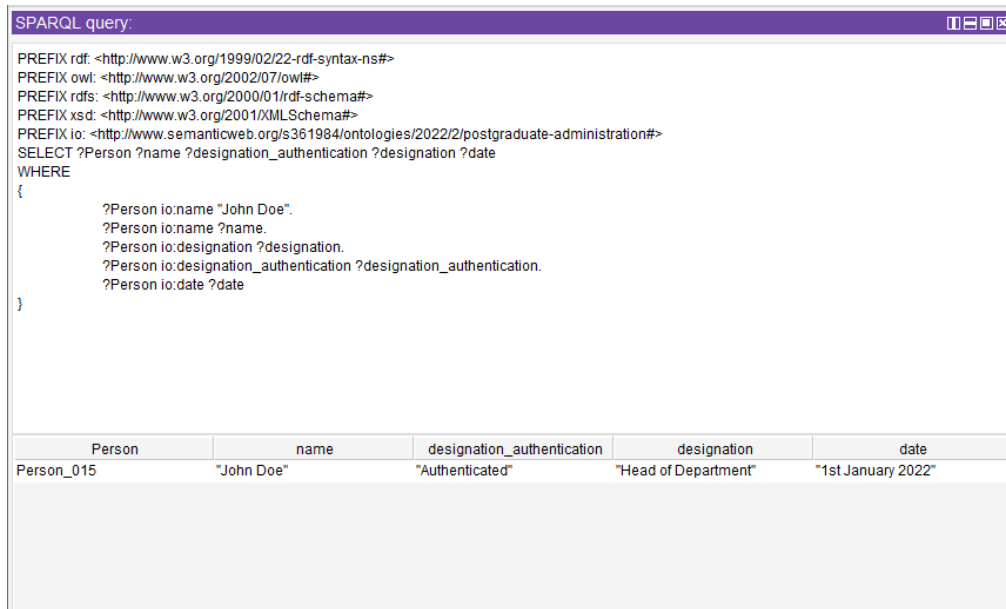 SPARQL query:
PREFIX rdf: <http://www.w3.org/1999/02/22-rdf-syntax-ns#>
PREFIX owl: <http://www.w3.org/2002/07/owl#>
PREFIX rdfs: <http://www.w3.org/2000/01/rdf-schema#>
PREFIX xsd: <http://www.w3.org/2001/XMLSchema#>
PREFIX io: <http://www.semanticweb.org/s361984/ontologies/2022/2/postgraduate-administration#>
SELECT ?Person ?name ?designation_authentication ?designation ?date
WHERE
{
?Person io:name "John Doe".
?Person io:name ?name.
?Person io:designation ?designation.
?Person io:designation_authentication ?designation_authentication.
?Person io:date ?date
}
Person name designation_authentication designation date
Person_015 "John Doe" "Authenticated" "Head of Department" "1st January 2022"